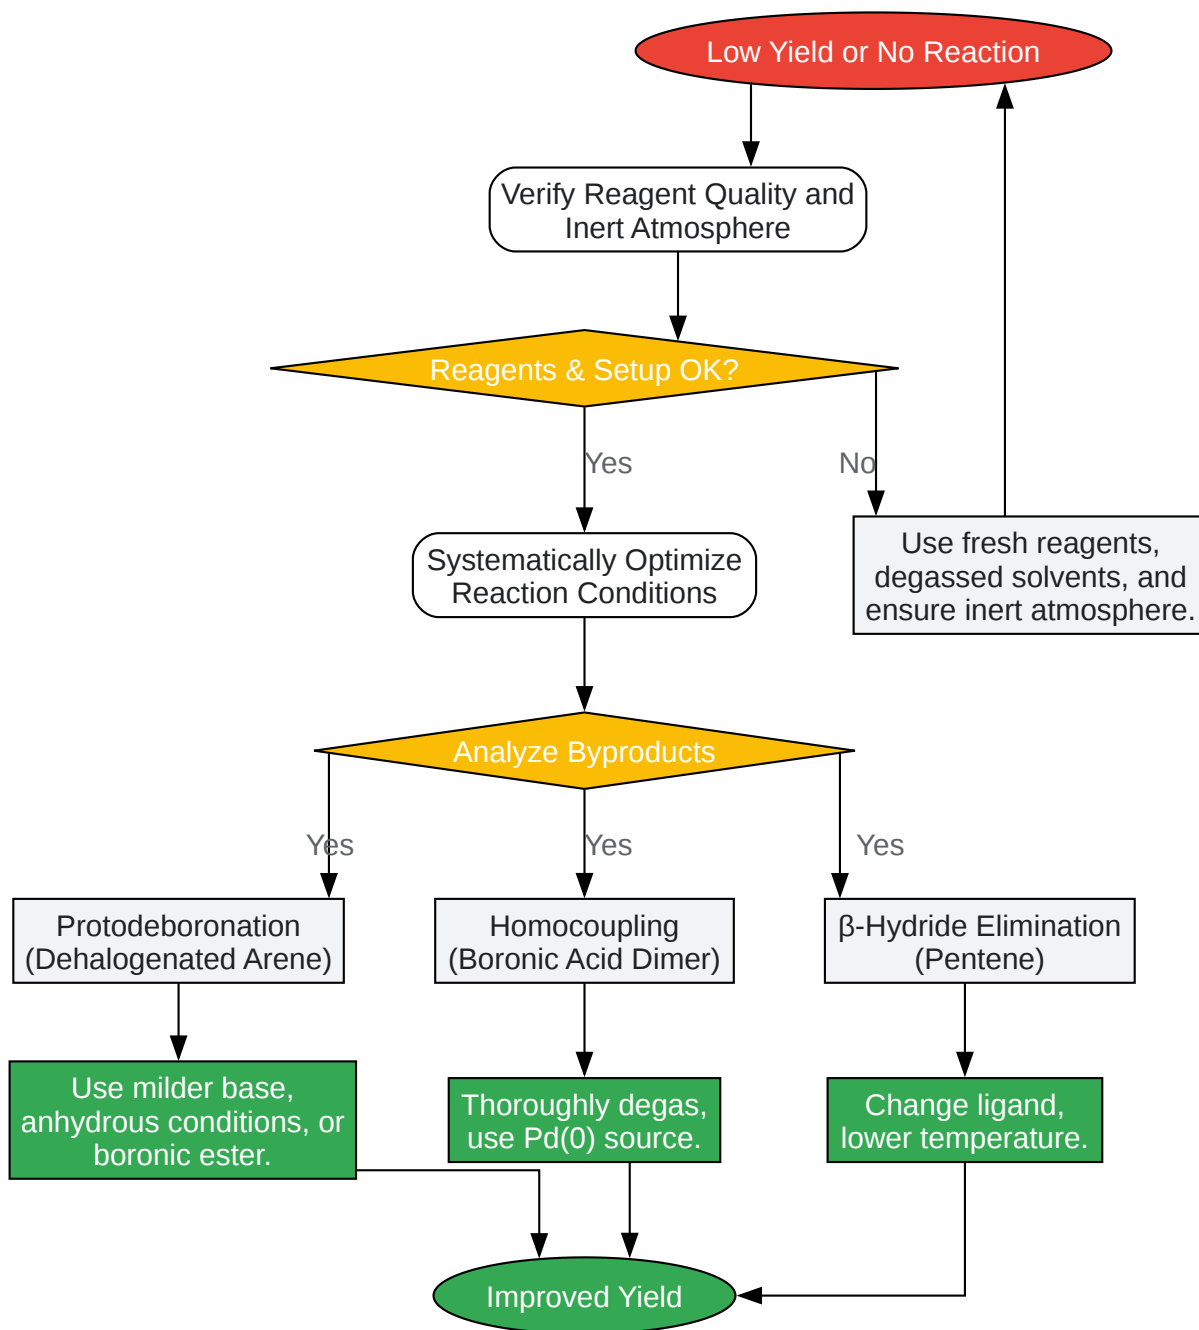 Low Yield or No Reaction
Verify Reagent Quality and
Inert Atmosphere
Reagents & Setup OK?
Yes
No
Systematically Optimize
Reaction Conditions
Use fresh reagents,
degassed solvents, and
ensure inert atmosphere.
Analyze Byproducts
Yes
Yes
Yes
Protodeboronation
(Dehalogenated Arene)
Homocoupling
(Boronic Acid Dimer)
β-Hydride Elimination
(Pentene)
Use milder base,
anhydrous conditions, or
boronic ester.
Thoroughly degas,
use Pd(0) source.
Change ligand,
lower temperature.
Improved Yield